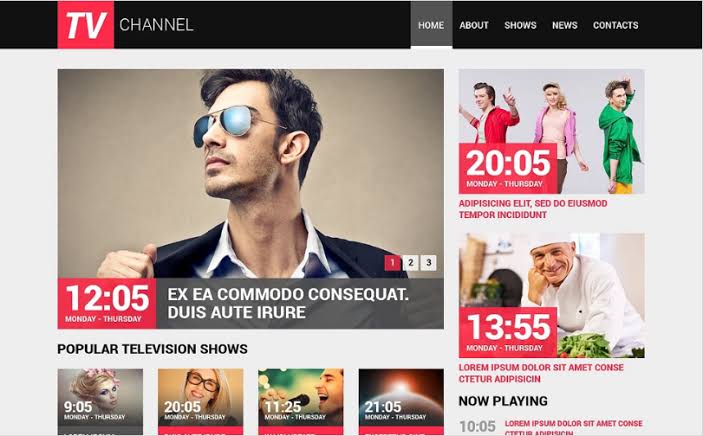 TV CHANNEL
HOME ABOUT SHOWS NEWS CONTACTS
1 2 3
12:05
MONDAY - THURSDAY
EX EA COMMODO CONSEQUAT.
DUIS AUTE IRURE
20:05
MONDAY - THURSDAY
ADIPISICING ELIT, SED DO EIUSMOD
TEMPOR INCIDIDUNT
13:55
MONDAY - THURSDAY
LOREM IPSUM DOLOR SIT AMET CONSE
CTETUR ADIPISICIN
POPULAR TELEVISION SHOWS
9:05
MONDAY - THURSDAY
20:05
MONDAY - THURSDAY
11:25
MONDAY - THURSDAY
21:05
MONDAY - THURSDAY
NOW PLAYING
10:05
LOREM IPSUM DOLOR SIT AMET
CONSE CTETUR ADIPISICIN